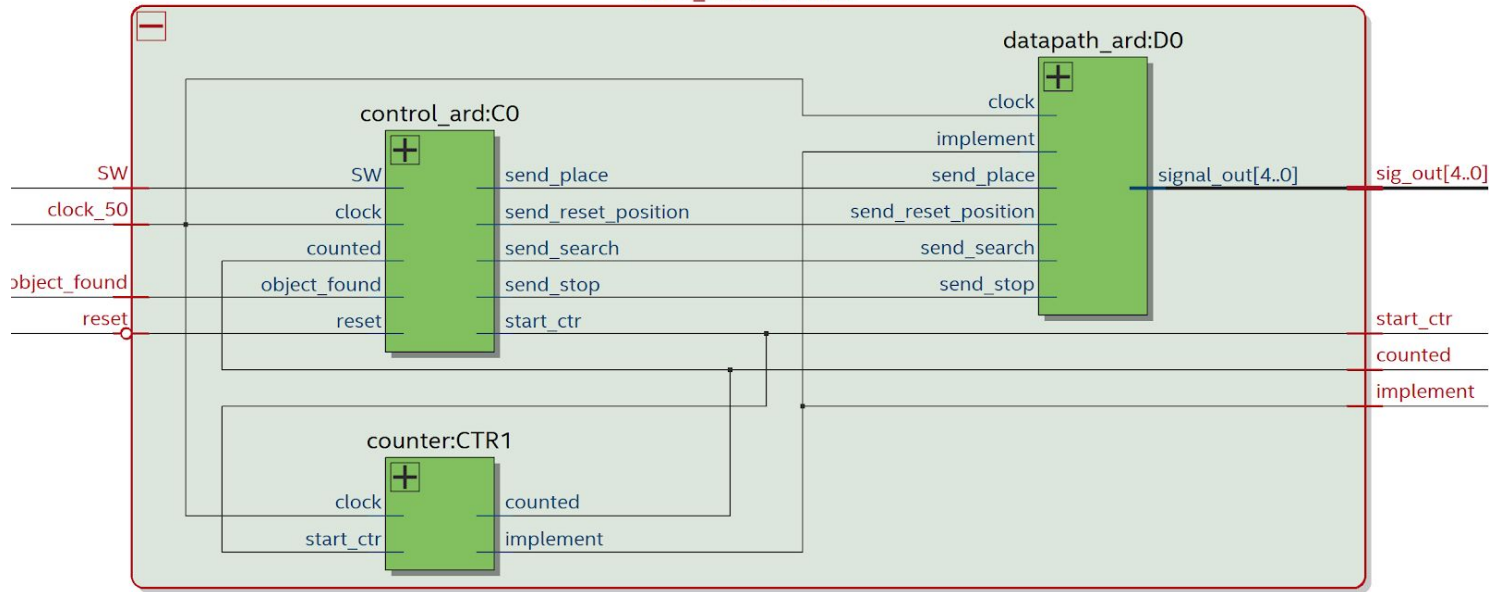 datapath_ard:D0
clock
implement
send_place
send_reset_position
send_search
send_stop
signal_out[4..0]
control_ard:C0
SW
clock
counted
object_found
reset
send_place
send_reset_position
send_search
send_stop
start_ctr
SW
clock_50
object_found
reset
sig_out[4..0]
start_ctr
counted
implement
counter:CTR1
clock
start_ctr
counted
implement